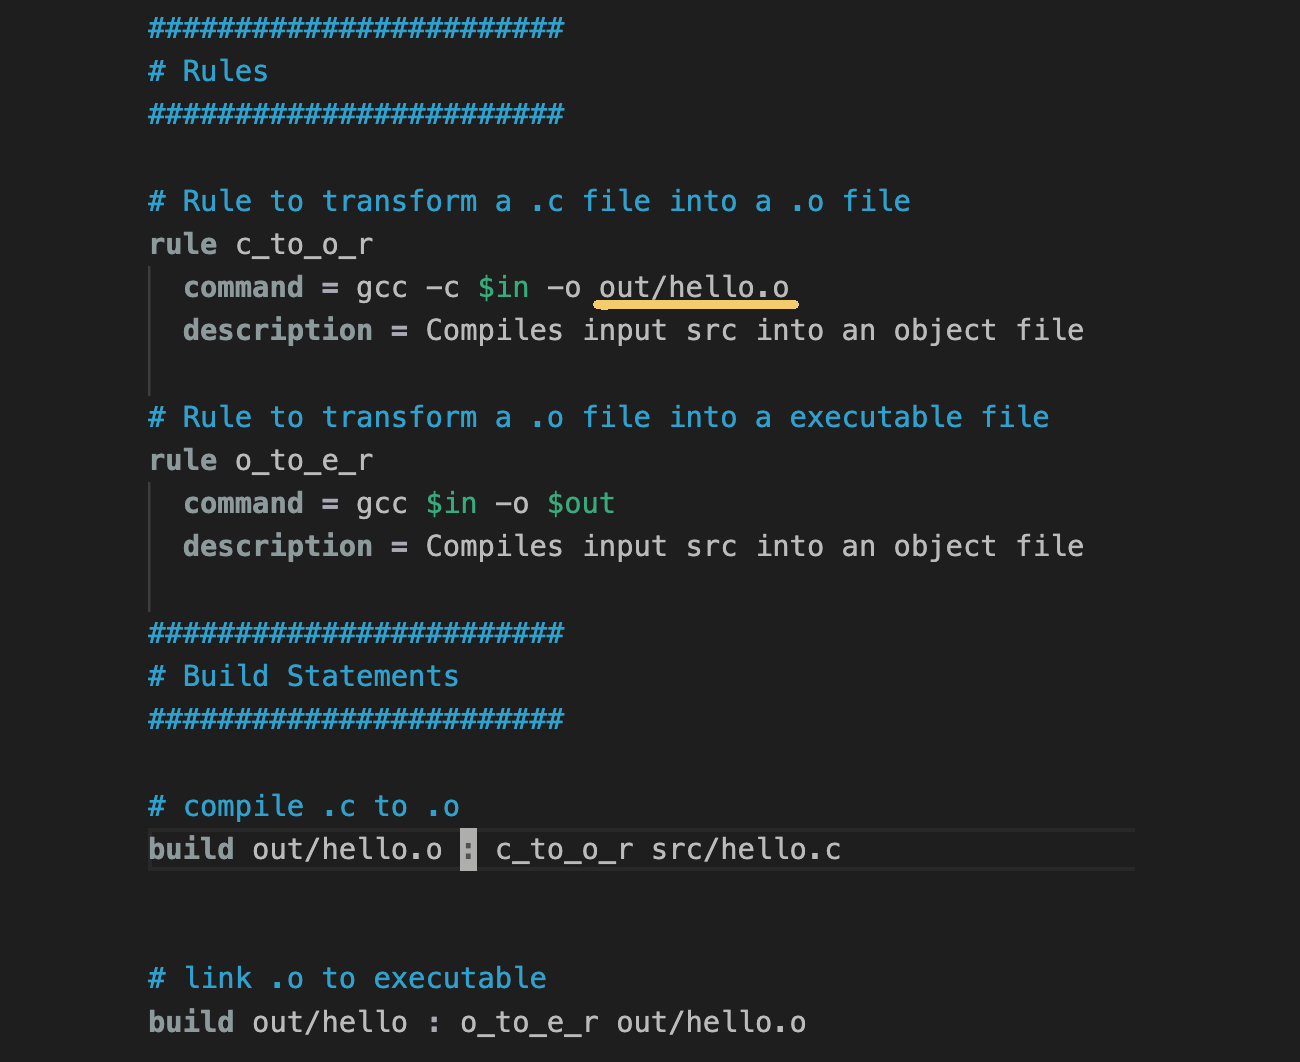 ########################
# Rules
########################
# Rule to transform a .c file into a .o file
rule c_to_o_r
  command = gcc -c $in -o out/hello.o
  description = Compiles input src into an object file
# Rule to transform a .o file into a executable file
rule o_to_e_r
  command = gcc $in -o $out
  description = Compiles input src into an object file
########################
# Build Statements
########################
# compile .c to .o
build out/hello.o : c_to_o_r src/hello.c
# link .o to executable
build out/hello : o_to_e_r out/hello.o